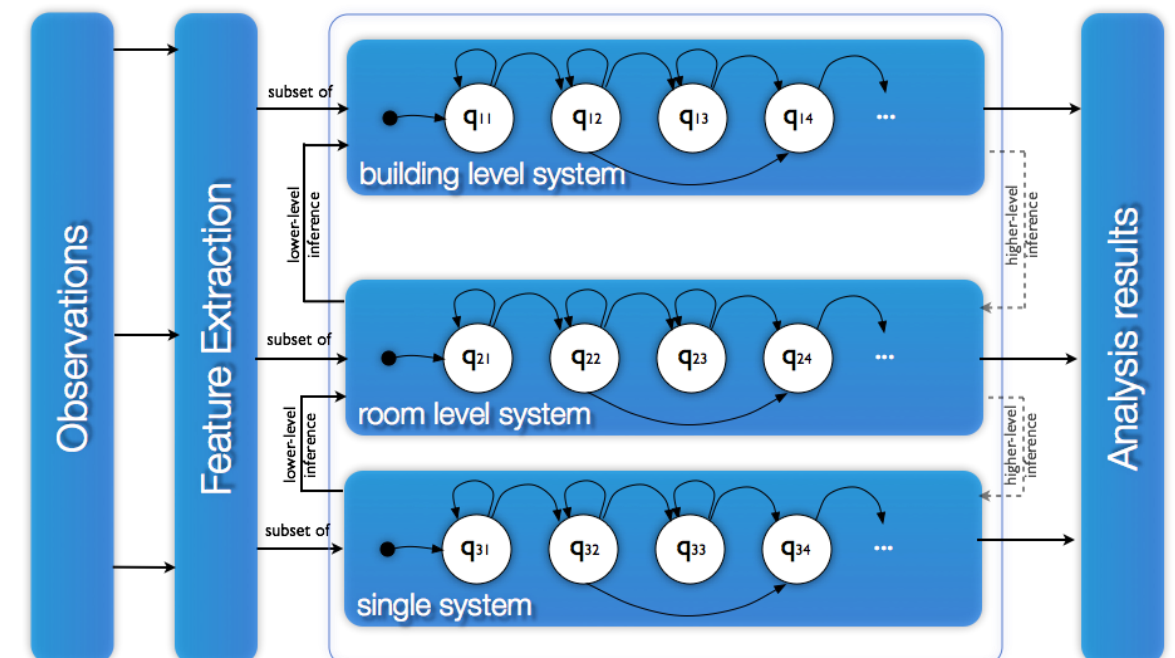 Observations
Feature Extraction
subset of
q11
q12
q13
q14
...
building level system
lower-level
inference
higher-level
inference
subset of
q21
q22
q23
q24
...
room level system
lower-level
inference
higher-level
inference
subset of
q31
q32
q33
q34
...
single system
Analysis results